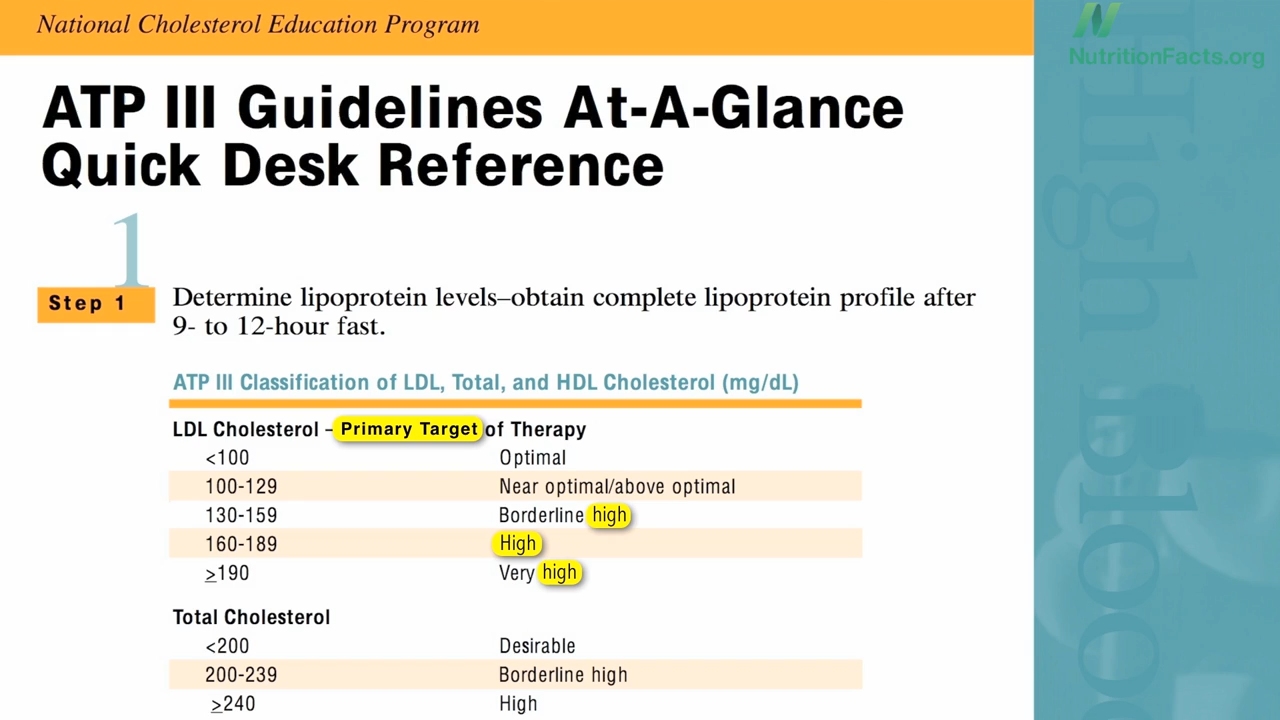 National Cholesterol Education Program
NutritionFacts.org
ATP III Guidelines At-A-Glance
Quick Desk Reference
1
Step 1
Determine lipoprotein levels–obtain complete lipoprotein profile after
9- to 12-hour fast.
ATP III Classification of LDL, Total, and HDL Cholesterol (mg/dL)
LDL Cholesterol – Primary Target of Therapy
<100 Optimal
100-129 Near optimal/above optimal
130-159 Borderline high
160-189 High
≥190 Very high
Total Cholesterol
<200 Desirable
200-239 Borderline high
≥240 High
High Bloo